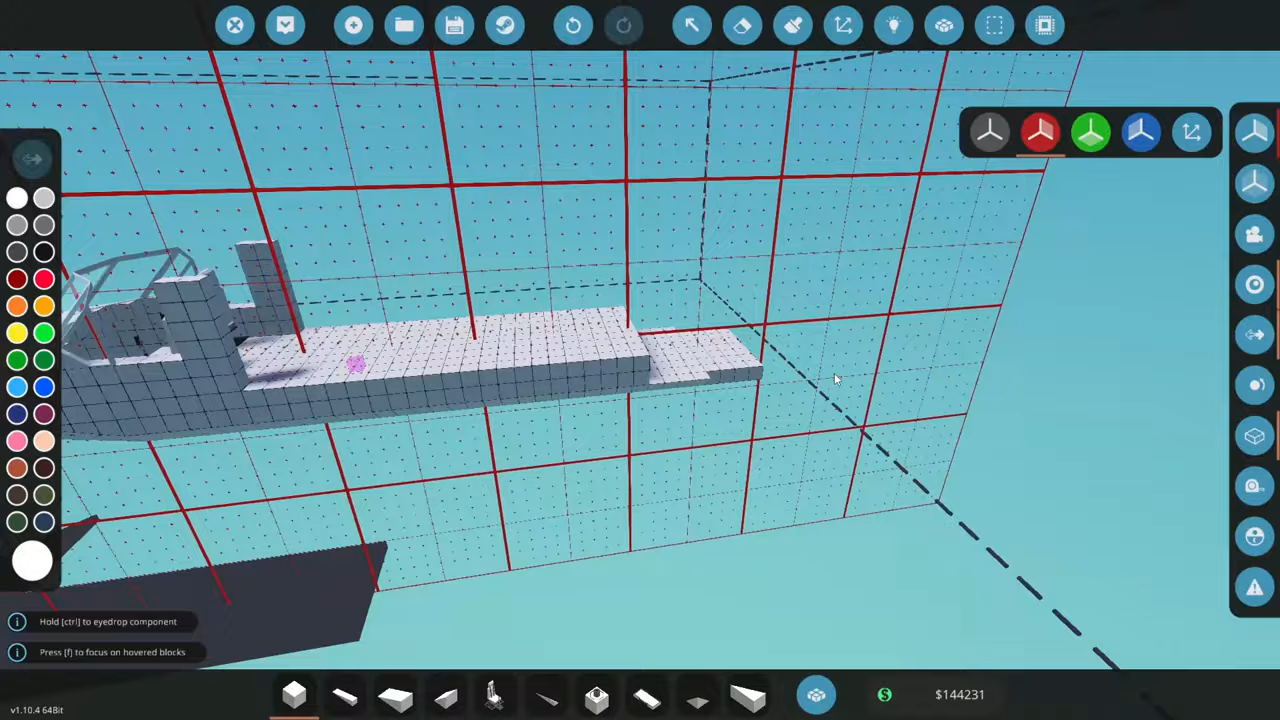 Hold [ctrl] to eyedrop component
Press [f] to focus on hovered blocks
v1.10.4 64Bit
$144231